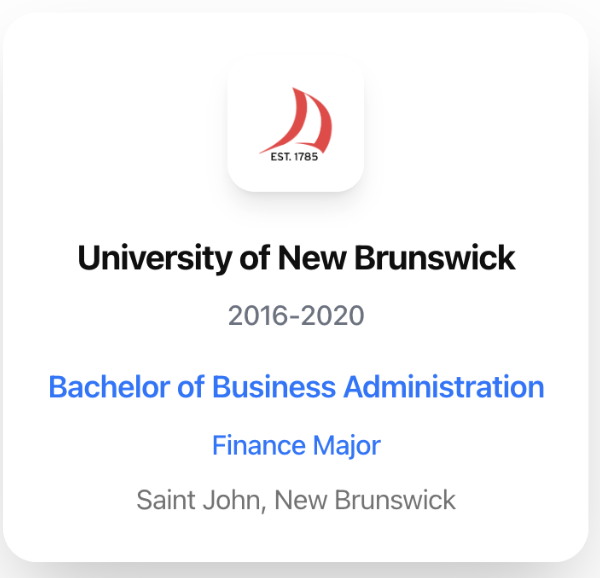 EST. 1785
University of New Brunswick
2016-2020
Bachelor of Business Administration
Finance Major
Saint John, New Brunswick